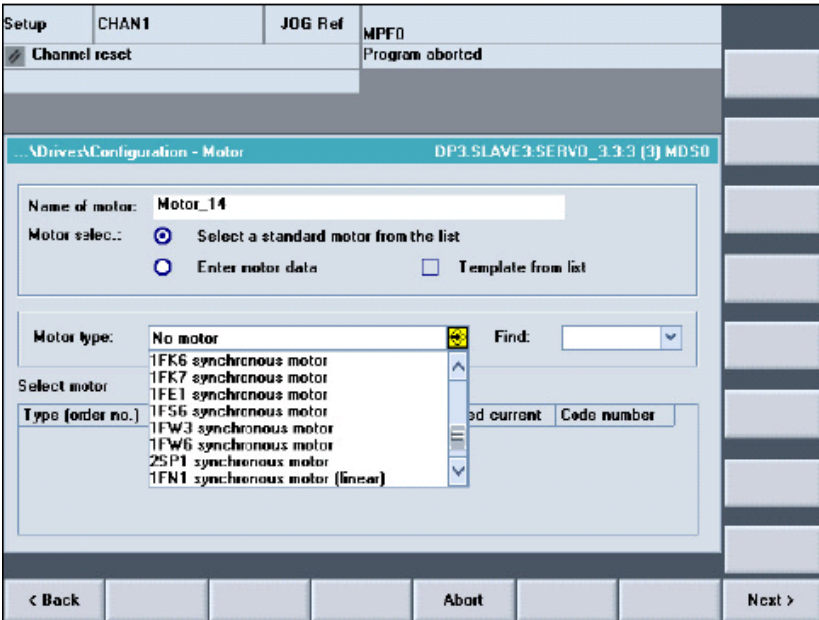 Setup CHAN1 JOG Ref MPF0
Channel reset Program aborted
...\Drives\Configuration - Motor DP3.SLAVE3:SERVO_3.3:3 (3) MDS0
Name of motor: Motor_14
Motor selec.: Select a standard motor from the list
Enter motor data Template from list
Motor type: No motor Find:
1FK6 synchronous motor
1FK7 synchronous motor
1FE1 synchronous motor
1FS6 synchronous motor
1FW3 synchronous motor
1FW6 synchronous motor
2SP1 synchronous motor
1FN1 synchronous motor (linear)
Select motor
Type (order no.) ed current Code number
< Back Abort Next >